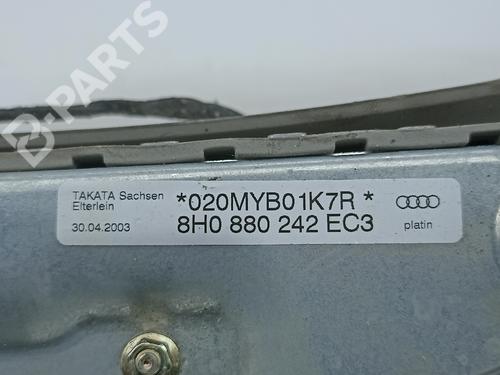 B-PARTS
TAKATA Sachsen
Elterlein
30.04.2003
*020MYB01K7R*
8H0 880 242 EC3
platin